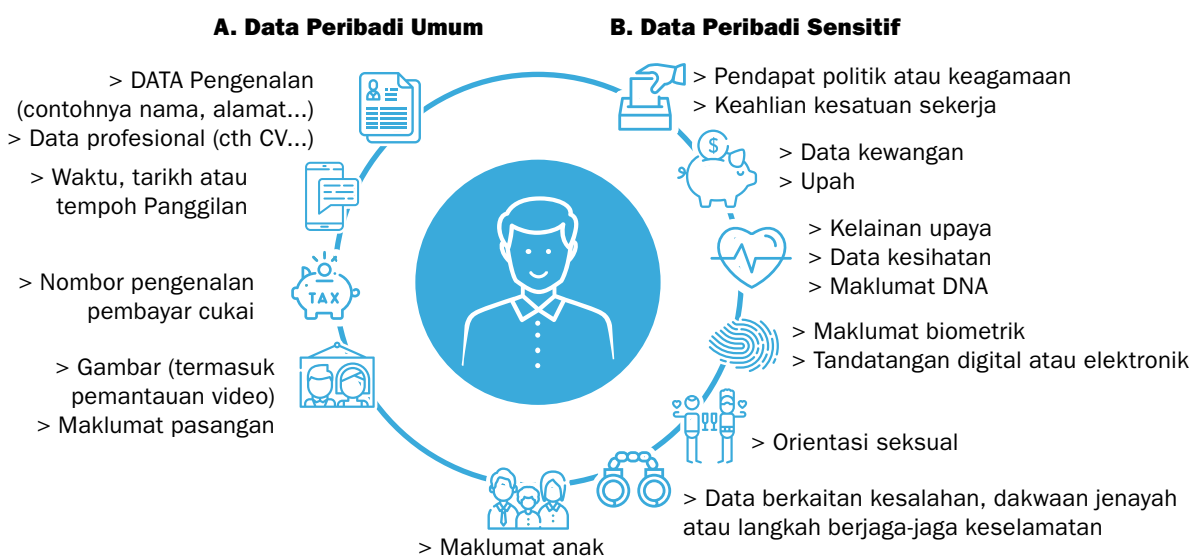 A. Data Peribadi Umum
> DATA Pengenalan
(contohnya nama, alamat...)
> Data profesional (cth CV...)
> Waktu, tarikh atau
tempoh Panggilan
> Nombor pengenalan
pembayar cukai
TAX
> Gambar (termasuk
pemantauan video)
> Maklumat pasangan
> Maklumat anak
B. Data Peribadi Sensitif
> Pendapat politik atau keagamaan
> Keahlian kesatuan sekerja
$
> Data kewangan
> Upah
> Kelainan upaya
> Data kesihatan
> Maklumat DNA
> Maklumat biometrik
> Tandatangan digital atau elektronik
> Orientasi seksual
> Data berkaitan kesalahan, dakwaan jenayah
atau langkah berjaga-jaga keselamatan